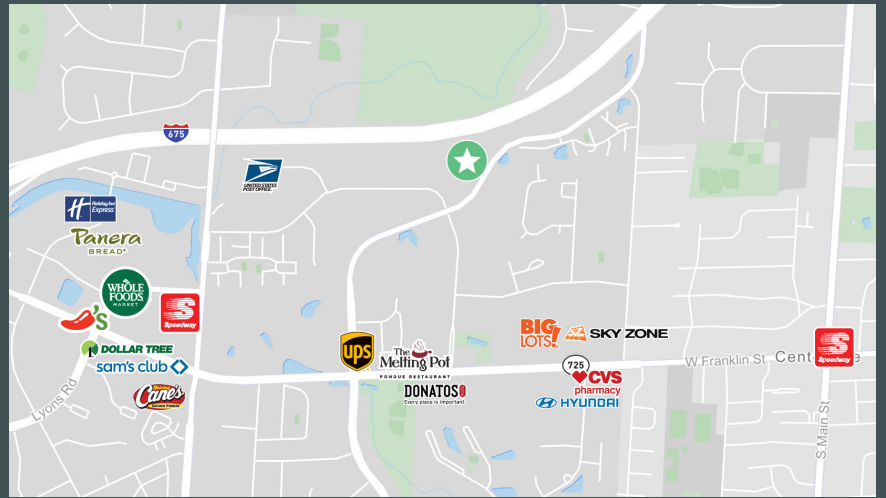 675
UNITED STATES
POST OFFICE
Holiday Inn
Express
Panera
BREAD®
WHOLE
FOODS
MARKET
'S
Speedway
DOLLAR TREE
sam's club
Raising
Cane's
CHICKEN FINGERS
Lyons Rd
ups
The
Melting Pot
FONDUE RESTAURANT
DONATOS
Every piece is important.
BIG
LOTS!
SKY ZONE
725
CVS
pharmacy
HYUNDAI
W Franklin St
Cent
e
Speedway
S Main St